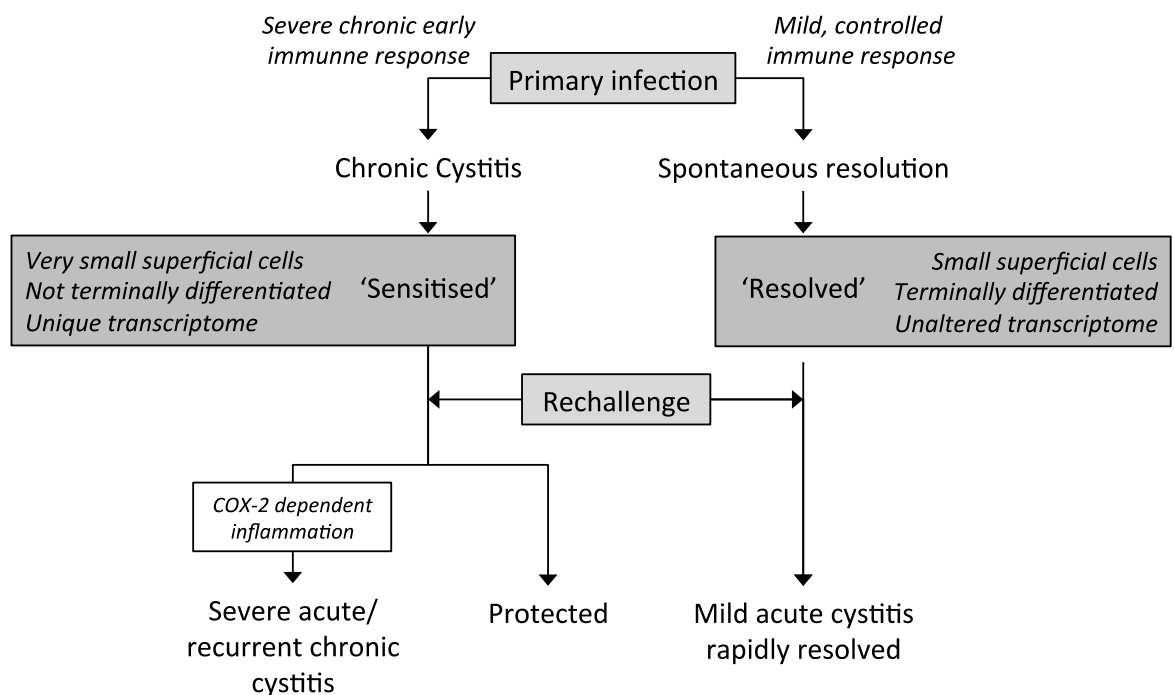 Severe chronic early
immunne response
Mild, controlled
immune response
Primary infection
Chronic Cystitis
Spontaneous resolution
Very small superficial cells
Not terminally differentiated
Unique transcriptome
‘Sensitised’
‘Resolved’
Small superficial cells
Terminally differentiated
Unaltered transcriptome
Rechallenge
COX-2 dependent
inflammation
Severe acute/
recurrent chronic
cystitis
Protected
Mild acute cystitis
rapidly resolved